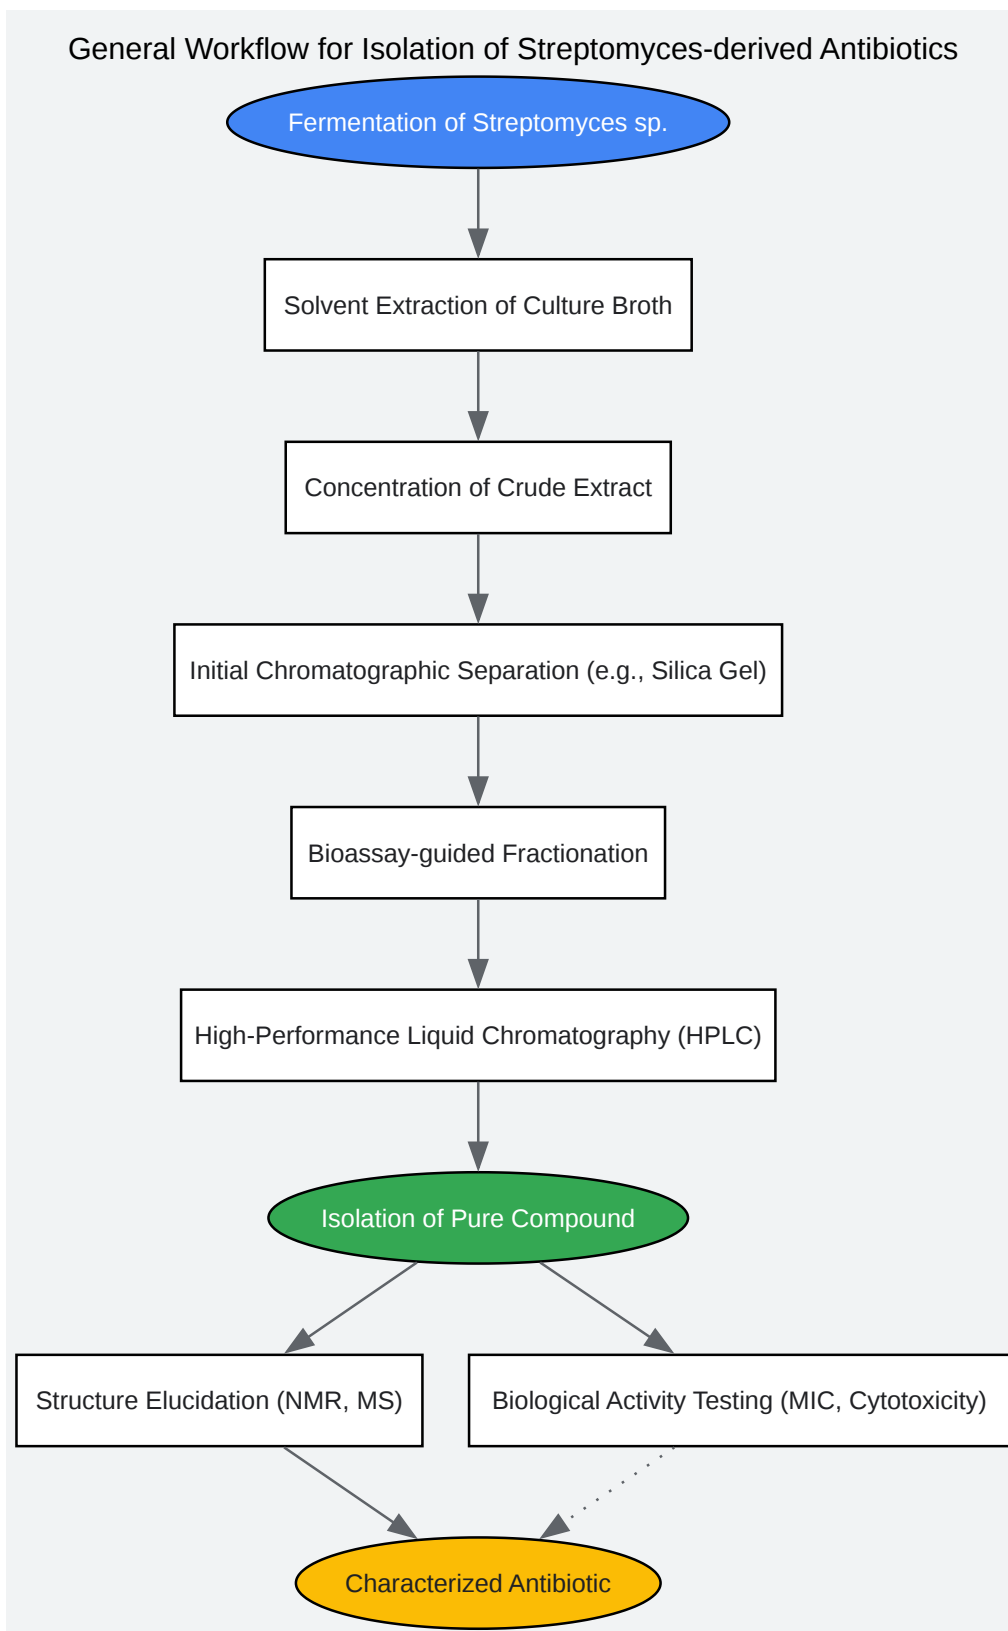 General Workflow for Isolation of Streptomyces-derived Antibiotics
Fermentation of Streptomyces sp.
Solvent Extraction of Culture Broth
Concentration of Crude Extract
Initial Chromatographic Separation (e.g., Silica Gel)
Bioassay-guided Fractionation
High-Performance Liquid Chromatography (HPLC)
Isolation of Pure Compound
Structure Elucidation (NMR, MS)
Biological Activity Testing (MIC, Cytotoxicity)
Characterized Antibiotic